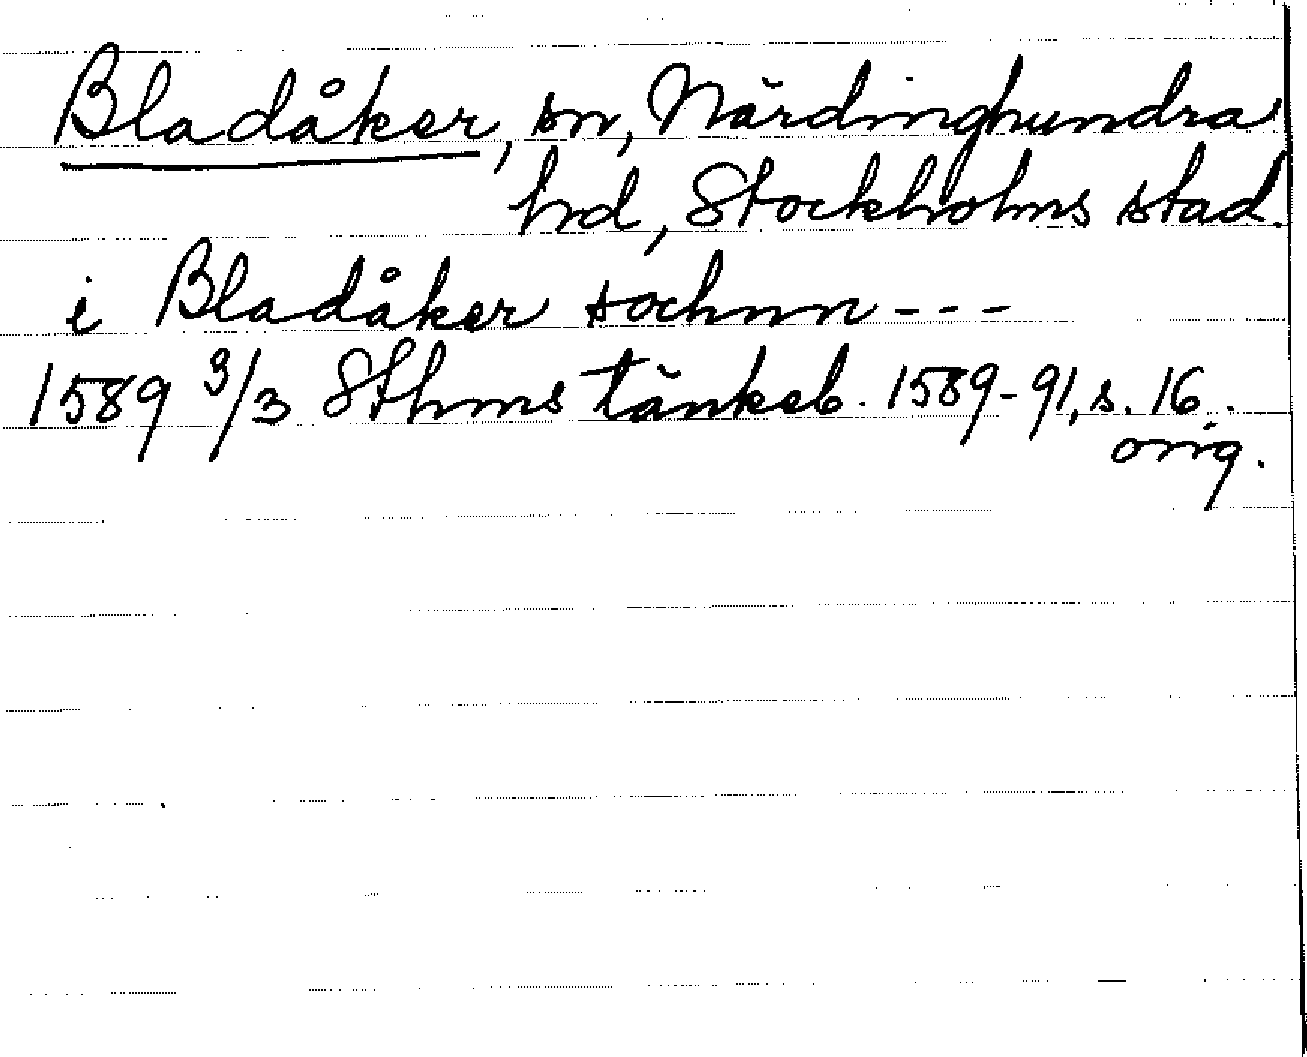 Bladåker, sn, Närdinghundra
hd, Stockholms stad.
i Bladåker sochnn - - -
1589 3/3 Sthms tänkeb. 1589-91, s. 16.
orig.